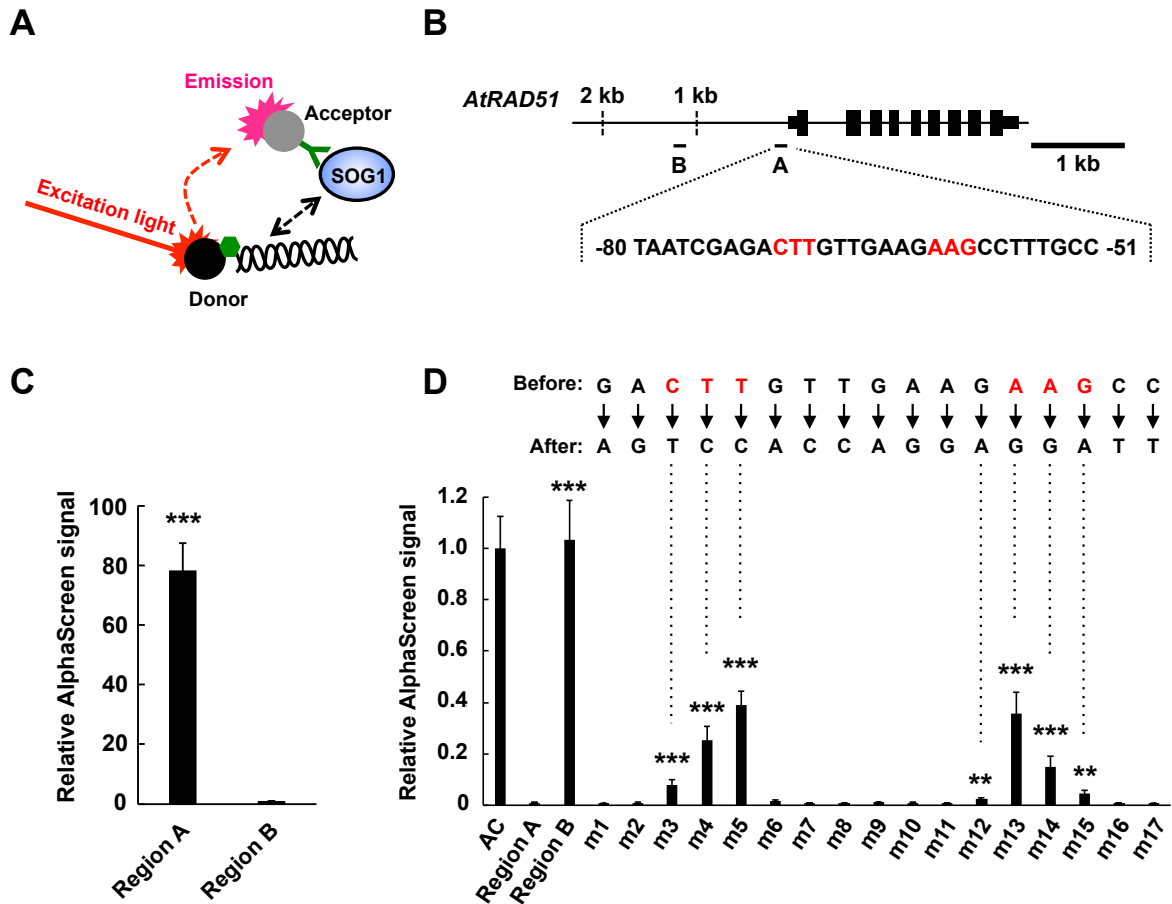 A
Emission
Acceptor
SOG1
Excitation light
Donor
B
AtRAD51
2 kb
1 kb
B
A
1 kb
-80 TAATCGAGACTTGTTGAAGAAGCCTTTGCC -51
C
Relative AlphaScreen signal
100
80
60
40
20
0
***
Region A
Region B
D
Before: G A C T T G T T G A A G A A G C C
After: A G T C C A C C A G G A G G A T T
Relative AlphaScreen signal
1.2
1.0
0.8
0.6
0.4
0.2
0
***
***
***
***
**
***
***
**
AC
Region A
Region B
m1
m2
m3
m4
m5
m6
m7
m8
m9
m10
m11
m12
m13
m14
m15
m16
m17